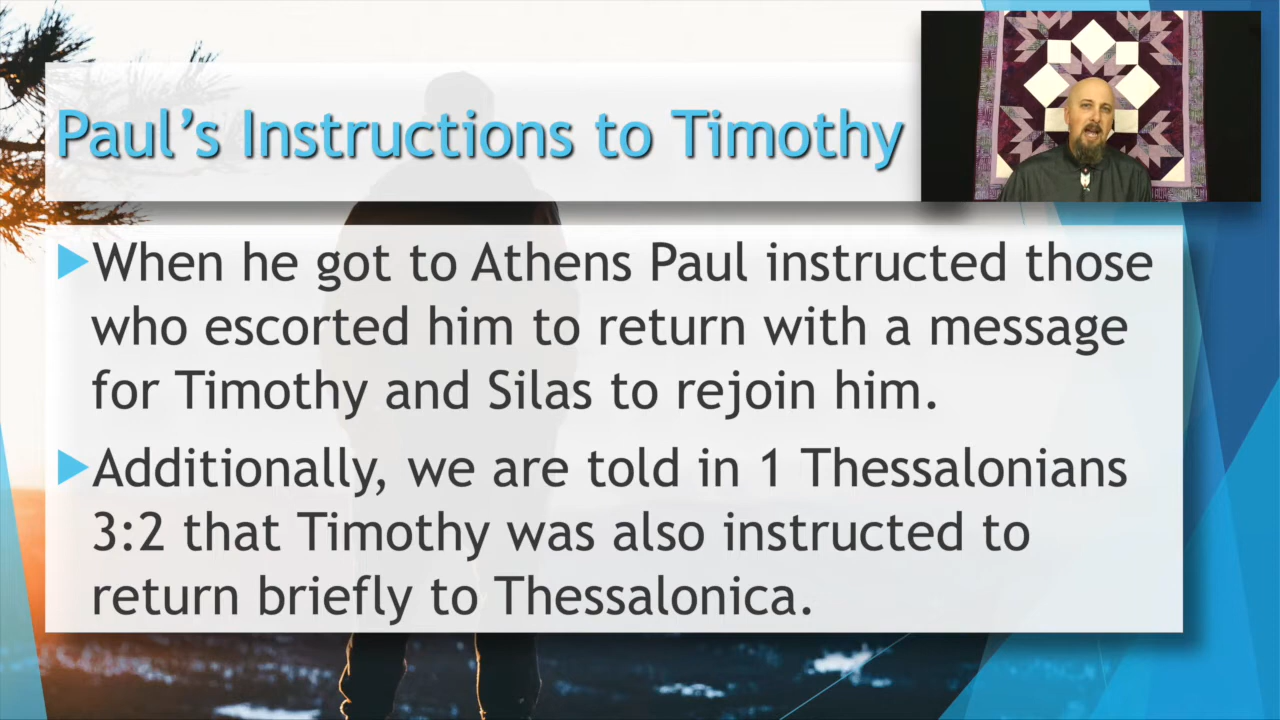 Paul’s Instructions to Timothy
When he got to Athens Paul instructed those
who escorted him to return with a message
for Timothy and Silas to rejoin him.
Additionally, we are told in 1 Thessalonians
3:2 that Timothy was also instructed to
return briefly to Thessalonica.